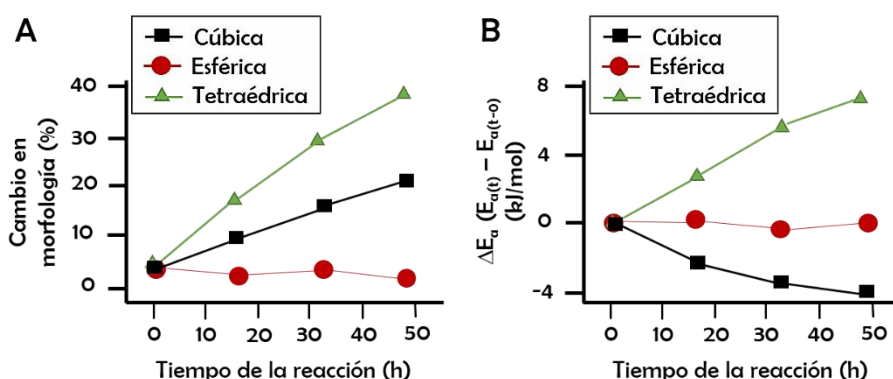 A
Cúbica
Esférica
Tetraédrica
Cambio en
morfología (%)
40
30
20
10
0
0 10 20 30 40 50
Tiempo de la reacción (h)
B
Cúbica
Esférica
Tetraédrica
ΔEₐ (Eₐ₍ₜ₎ – Eₐ₍ₜ₋₀₎)
(kJ/mol)
8
4
0
-4
0 10 20 30 40 50
Tiempo de la reacción (h)